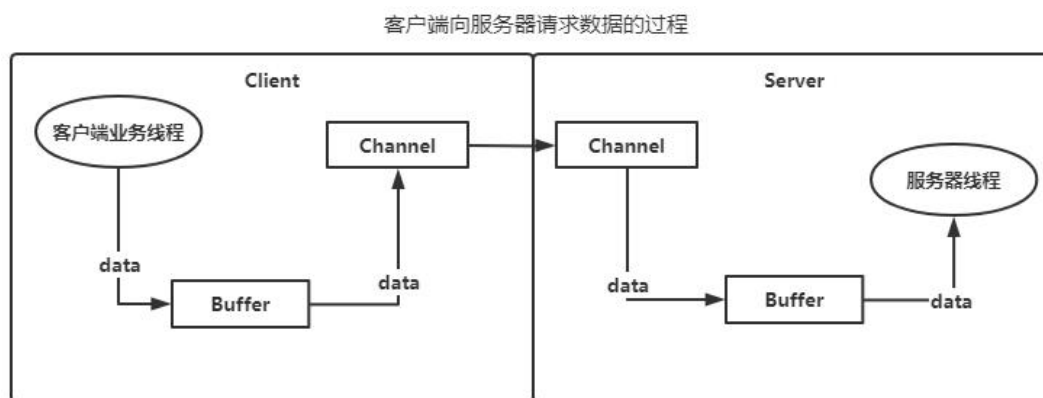 客户端向服务器请求数据的过程
Client
Server
客户端业务线程
Channel
Channel
服务器线程
data
data
data
data
Buffer
Buffer